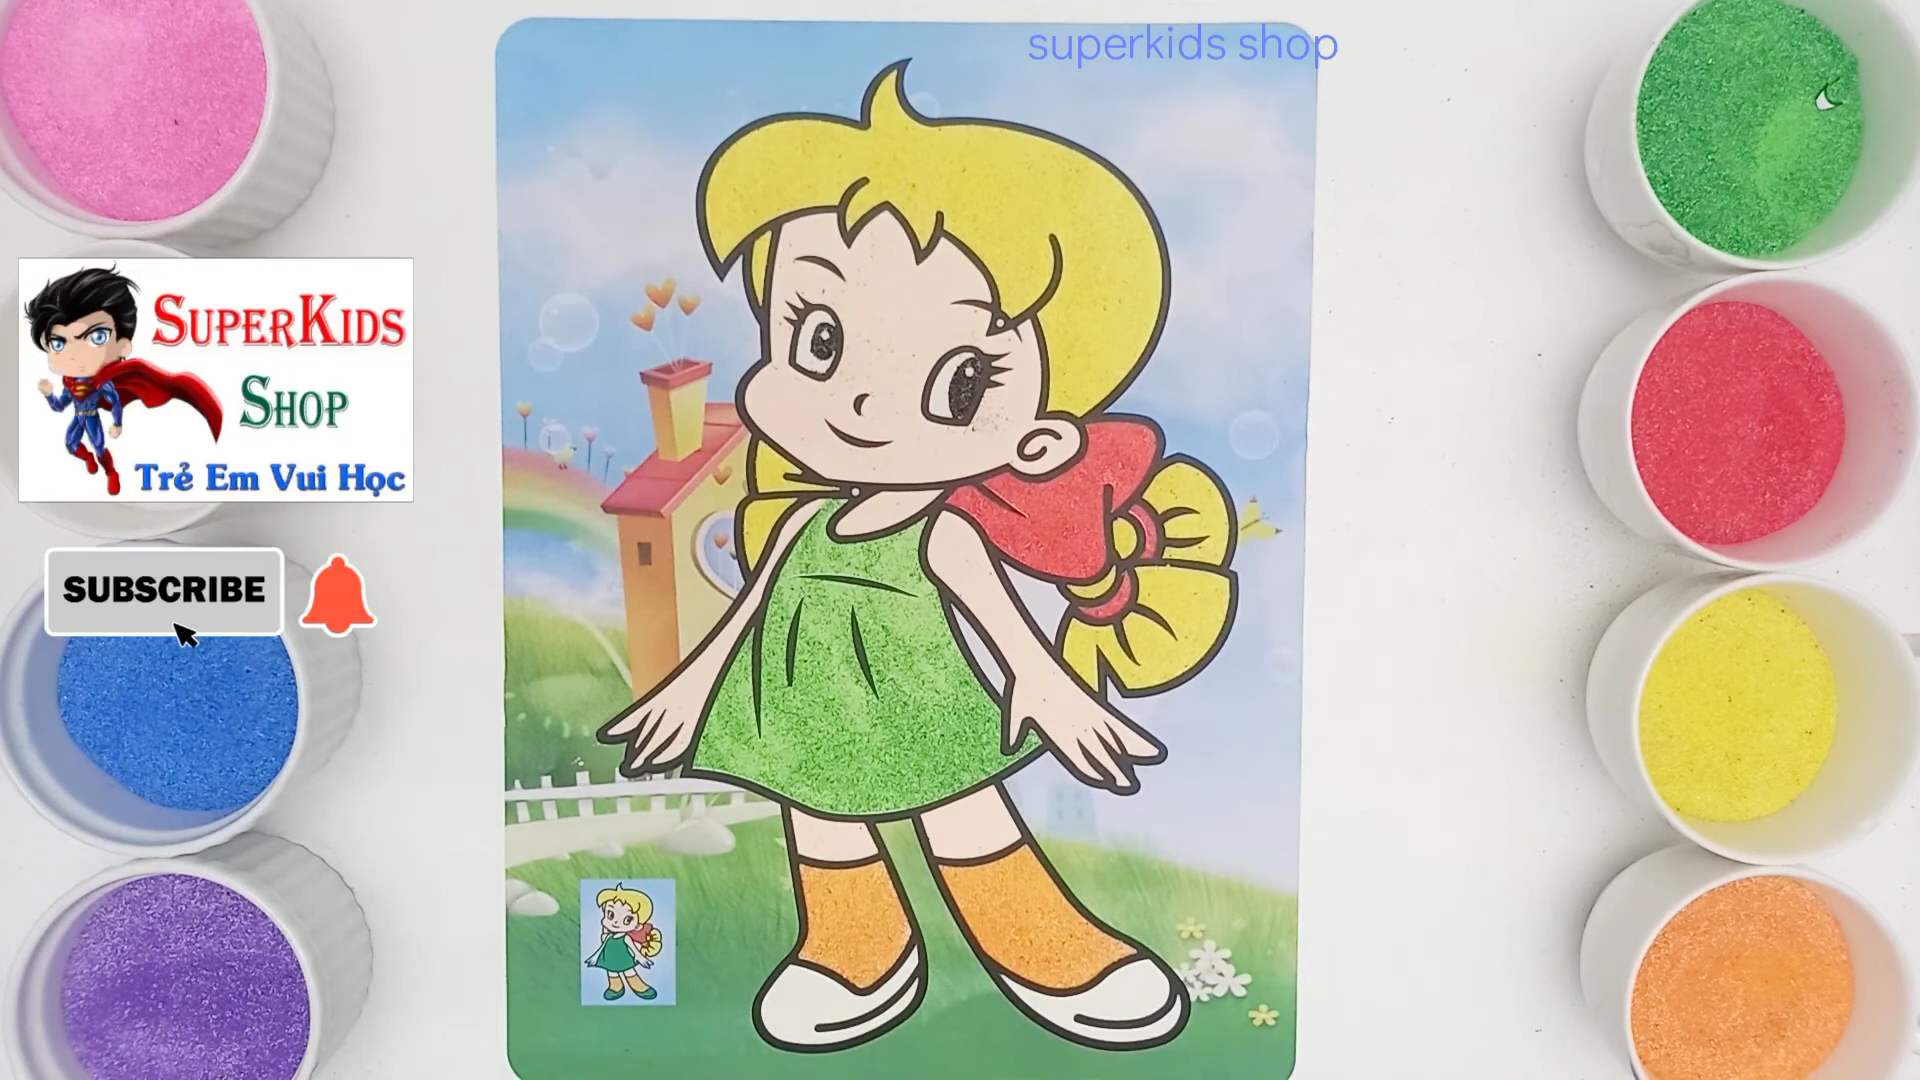 superkids shop
SUPERKIDS
SHOP
Trẻ Em Vui Học
SUBSCRIBE